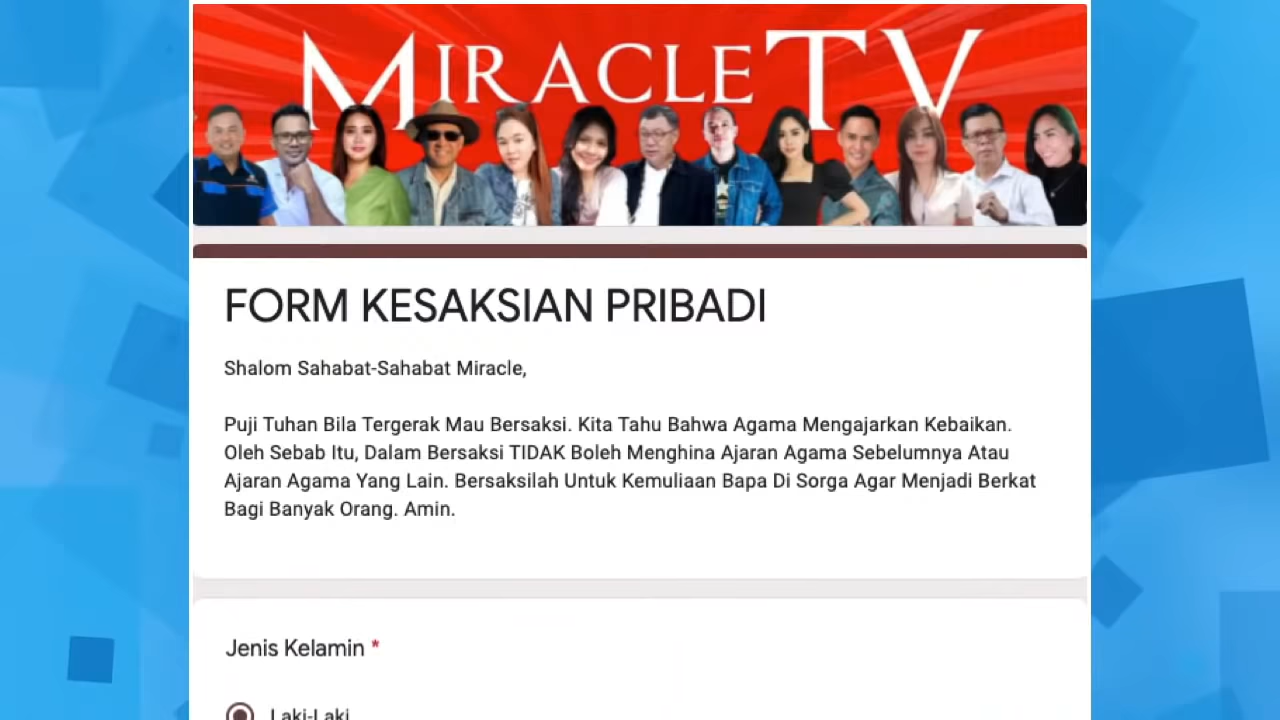 MIRACLE TV
FORM KESAKSIAN PRIBADI
Shalom Sahabat-Sahabat Miracle,
Puji Tuhan Bila Tergerak Mau Bersaksi. Kita Tahu Bahwa Agama Mengajarkan Kebaikan.
Oleh Sebab Itu, Dalam Bersaksi TIDAK Boleh Menghina Ajaran Agama Sebelumnya Atau
Ajaran Agama Yang Lain. Bersaksilah Untuk Kemuliaan Bapa Di Sorga Agar Menjadi Berkat
Bagi Banyak Orang. Amin.
Jenis Kelamin *
Laki-Laki